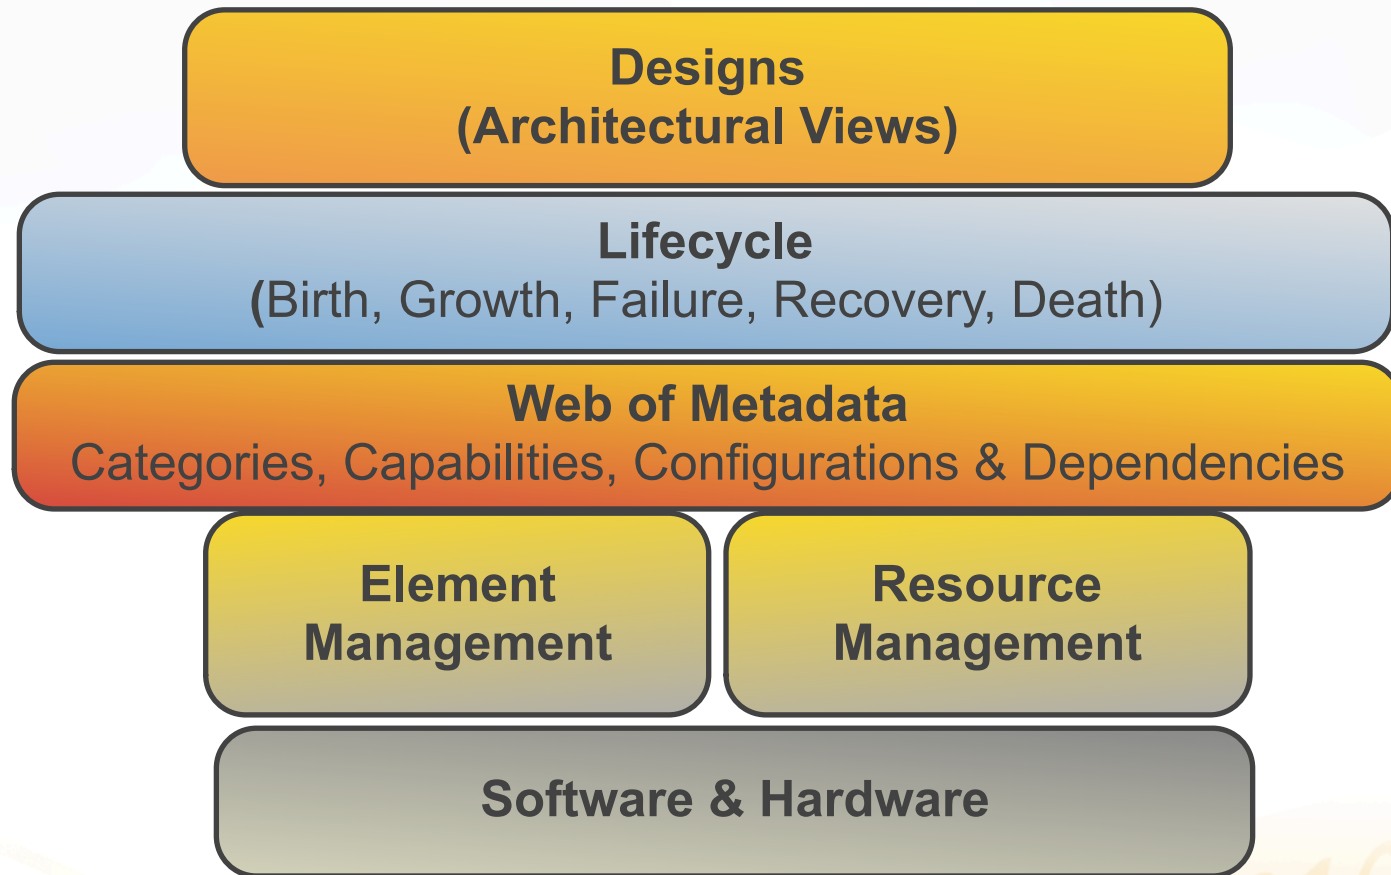 Designs
(Architectural Views)
Lifecycle
(Birth, Growth, Failure, Recovery, Death)
Web of Metadata
Categories, Capabilities, Configurations & Dependencies
Element
Management
Resource
Management
Software & Hardware